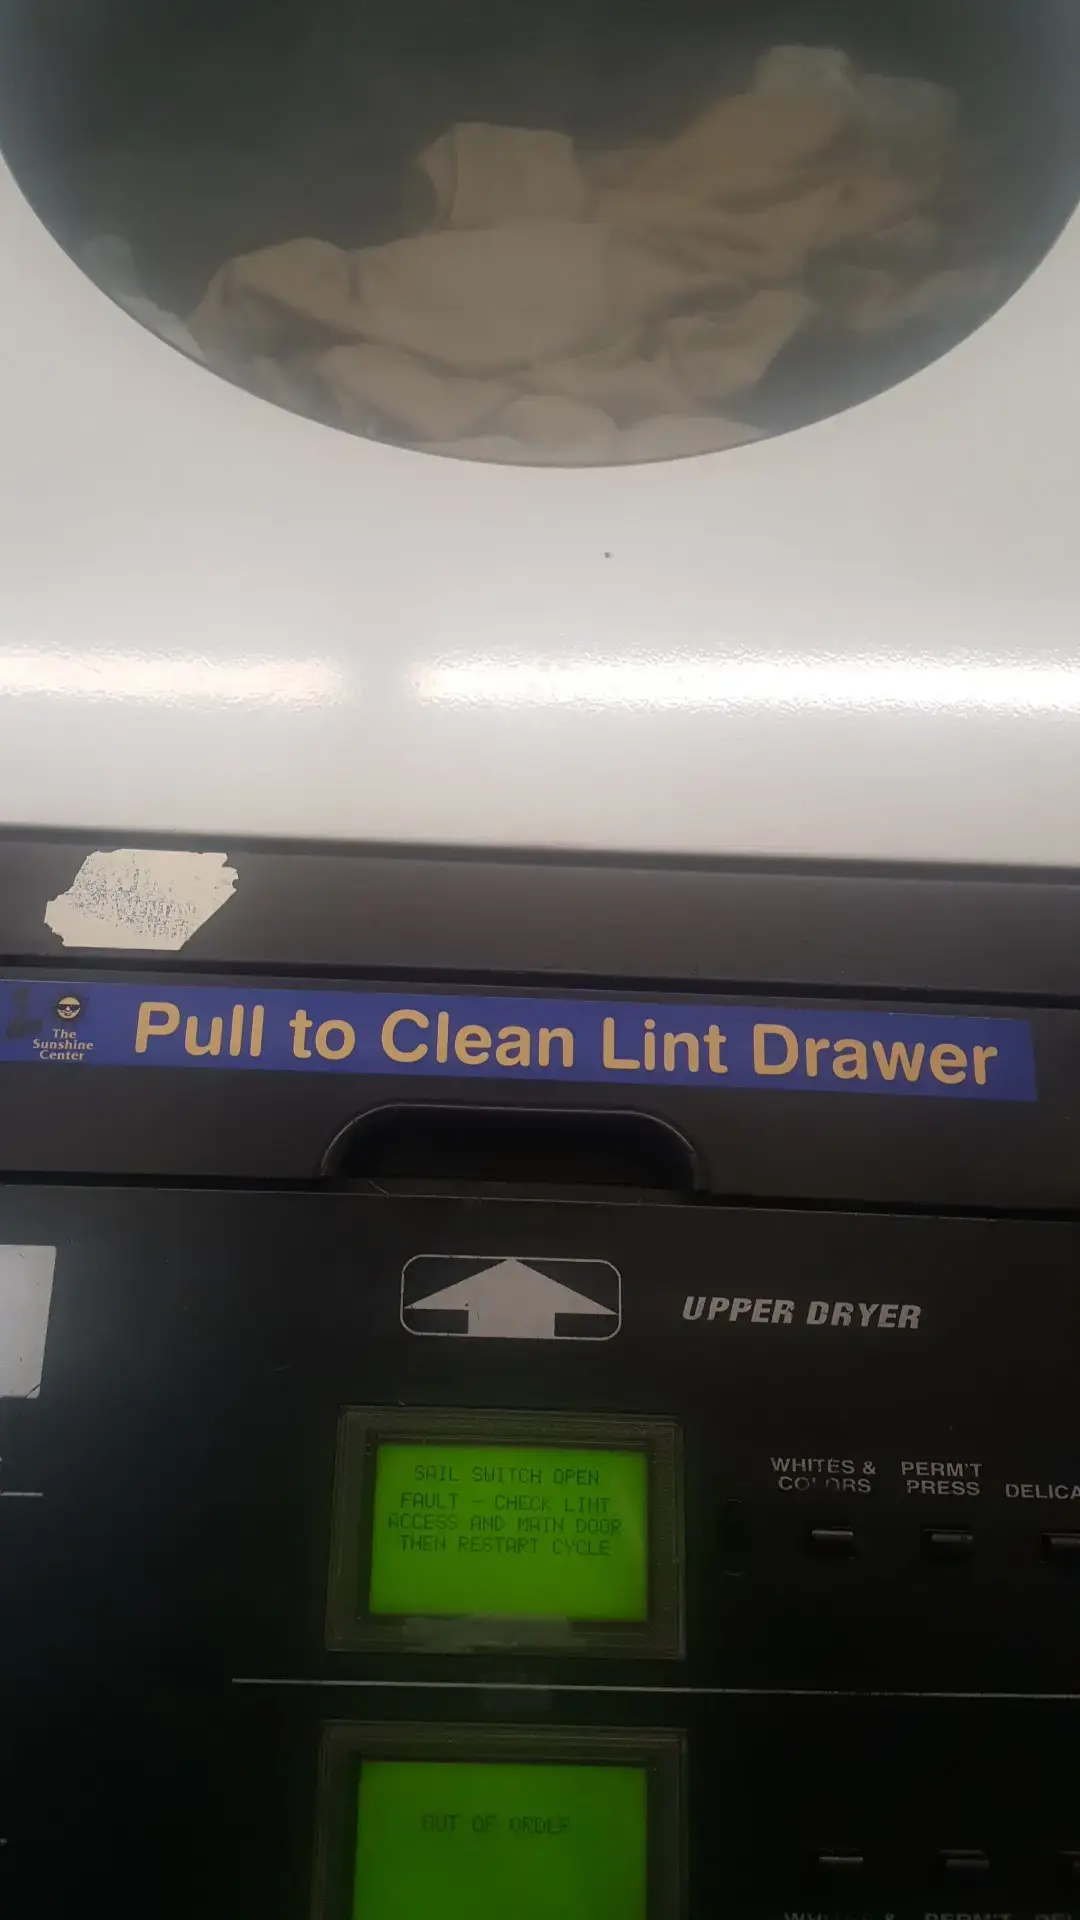 The
Sunshine
Center
Pull to Clean Lint Drawer
UPPER DRYER
SAIL SWITCH OPEN
FAULT - CHECK LINT
ACCESS AND MAIN DOOR
THEN RESTART CYCLE
WHITES &
COLORS
PERM'T
PRESS
DELICA
OUT OF ORDER